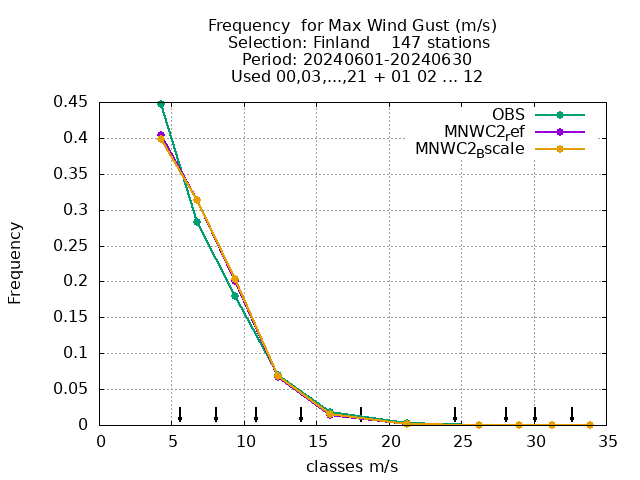 Frequency  for Max Wind Gust (m/s)
Selection: Finland    147 stations
Period: 20240601-20240630
Used 00,03,...,21 + 01 02 ... 12
OBS
MNWC2_ref
MNWC2_Bscale
0.45
0.4
0.35
0.3
0.25
0.2
0.15
0.1
0.05
0
Frequency
0 5 10 15 20 25 30 35
classes m/s